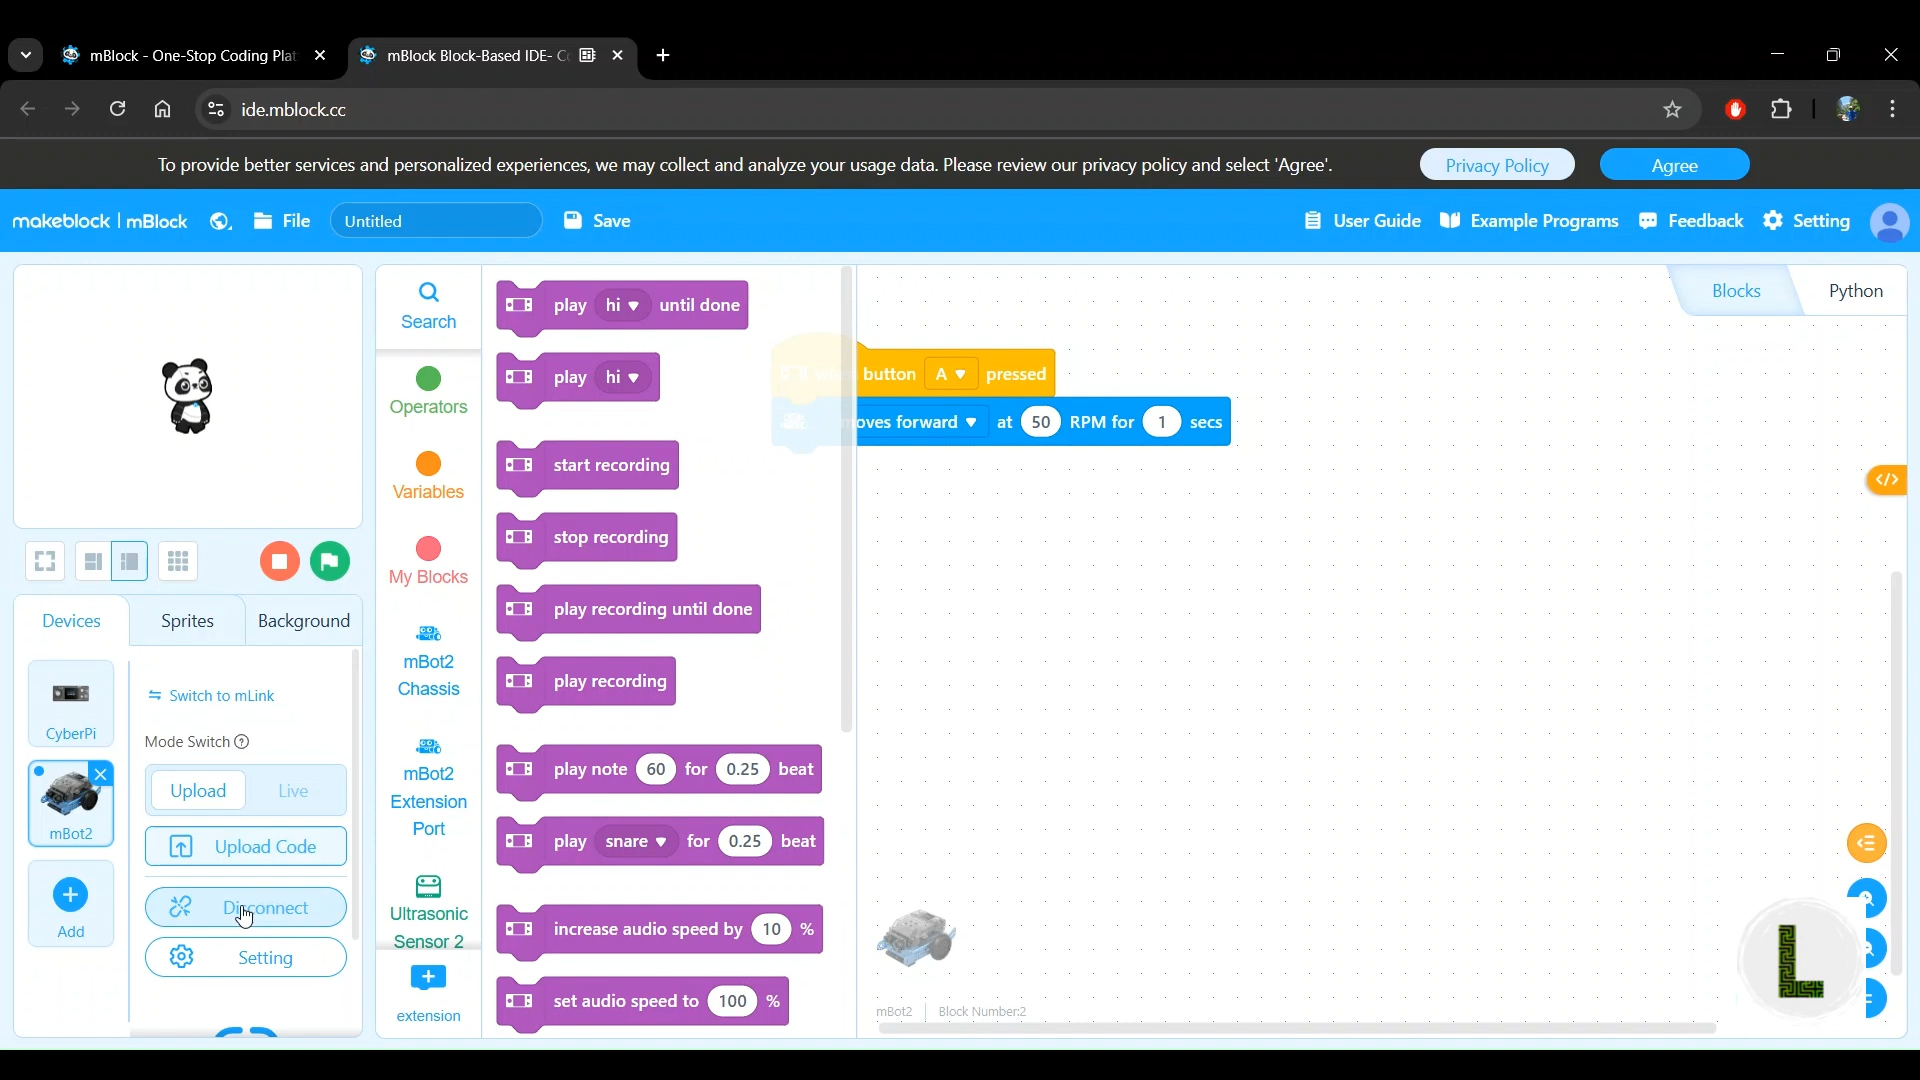 mBlock - One-Stop Coding Plat
mBlock Block-Based IDE- Co
ide.mblock.cc
To provide better services and personalized experiences, we may collect and analyze your usage data. Please review our privacy policy and select 'Agree'.
Privacy Policy
Agree
makeblock | mBlock
File
Untitled
Save
User Guide
Example Programs
Feedback
Setting
Search
Operators
Variables
My Blocks
mBot2
Chassis
mBot2
Extension
Port
Ultrasonic
Sensor 2
extension
play hi until done
play hi
start recording
stop recording
play recording until done
play recording
play note 60 for 0.25 beat
play snare for 0.25 beat
increase audio speed by 10 %
set audio speed to 100 %
button A pressed
oves forward at 50 RPM for 1 secs
Blocks
Python
</>
Devices
Sprites
Background
CyberPi
mBot2
Add
Switch to mLink
Mode Switch ?
Upload
Live
Upload Code
Disconnect
Setting
mBot2
Block Number:2
L